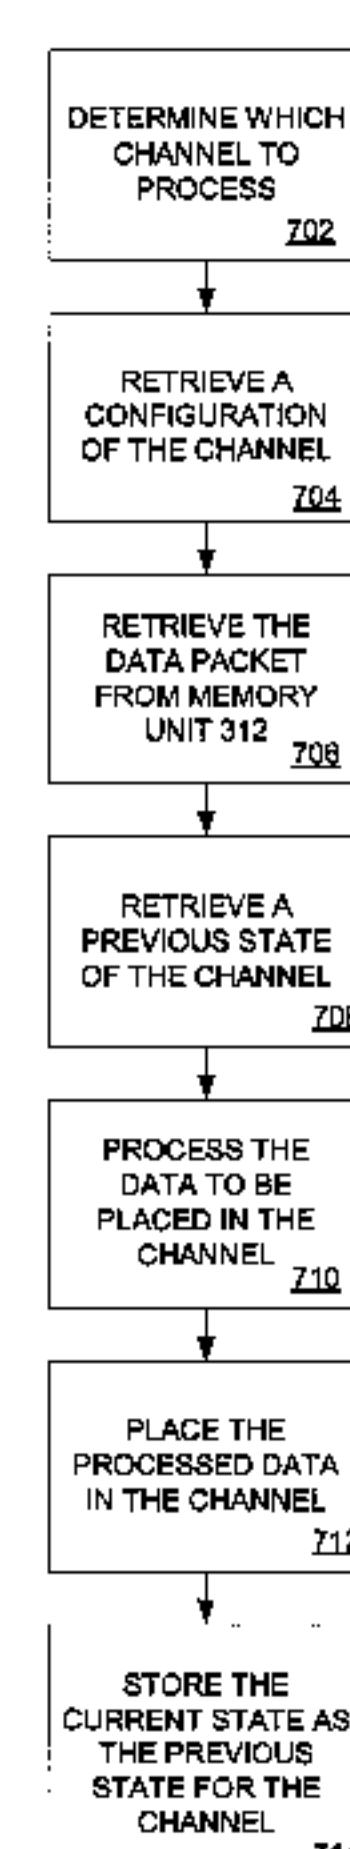 DETERMINE WHICH
CHANNEL TO
PROCESS
702
RETRIEVE A
CONFIGURATION
OF THE CHANNEL
704
RETRIEVE THE
DATA PACKET
FROM MEMORY
UNIT 312
706
RETRIEVE A
PREVIOUS STATE
OF THE CHANNEL
708
PROCESS THE
DATA TO BE
PLACED IN THE
CHANNEL
710
PLACE THE
PROCESSED DATA
IN THE CHANNEL
712
STORE THE
CURRENT STATE AS
THE PREVIOUS
STATE FOR THE
CHANNEL